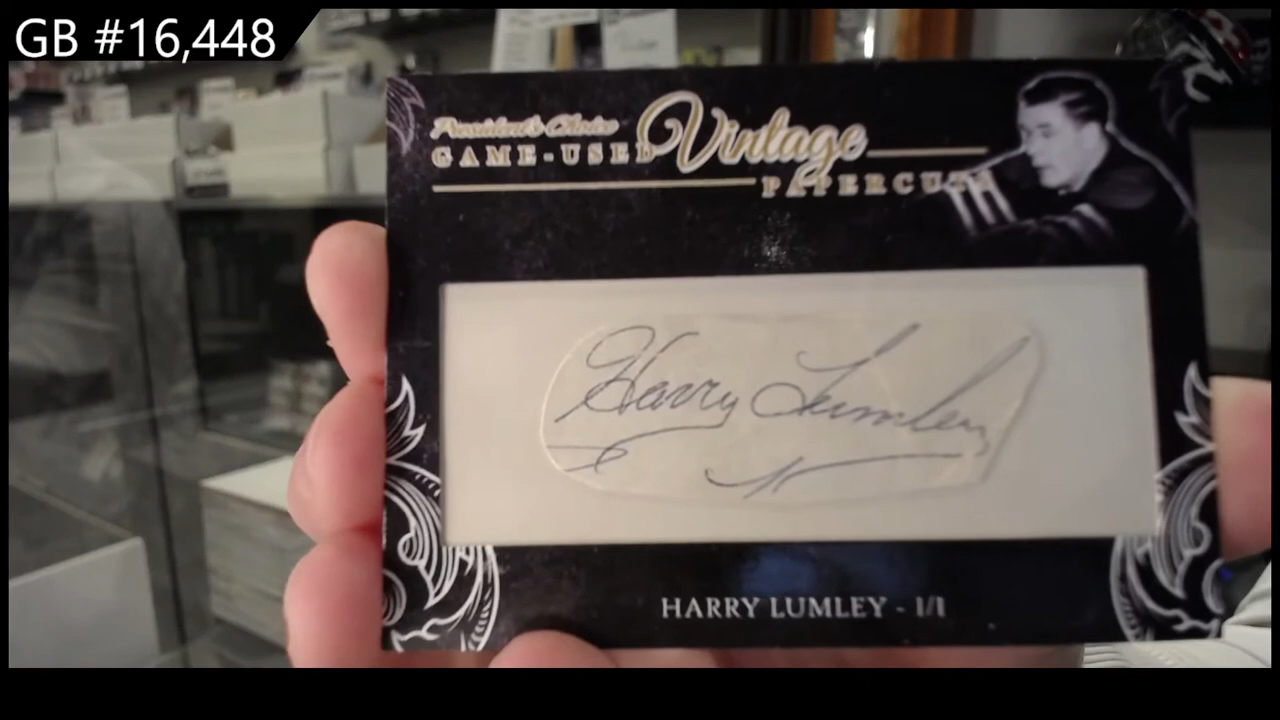 GB #16,448
President's Choice
GAME-USED Vintage
PAPERCUTS
Harry Lumley
HARRY LUMLEY - 1/1